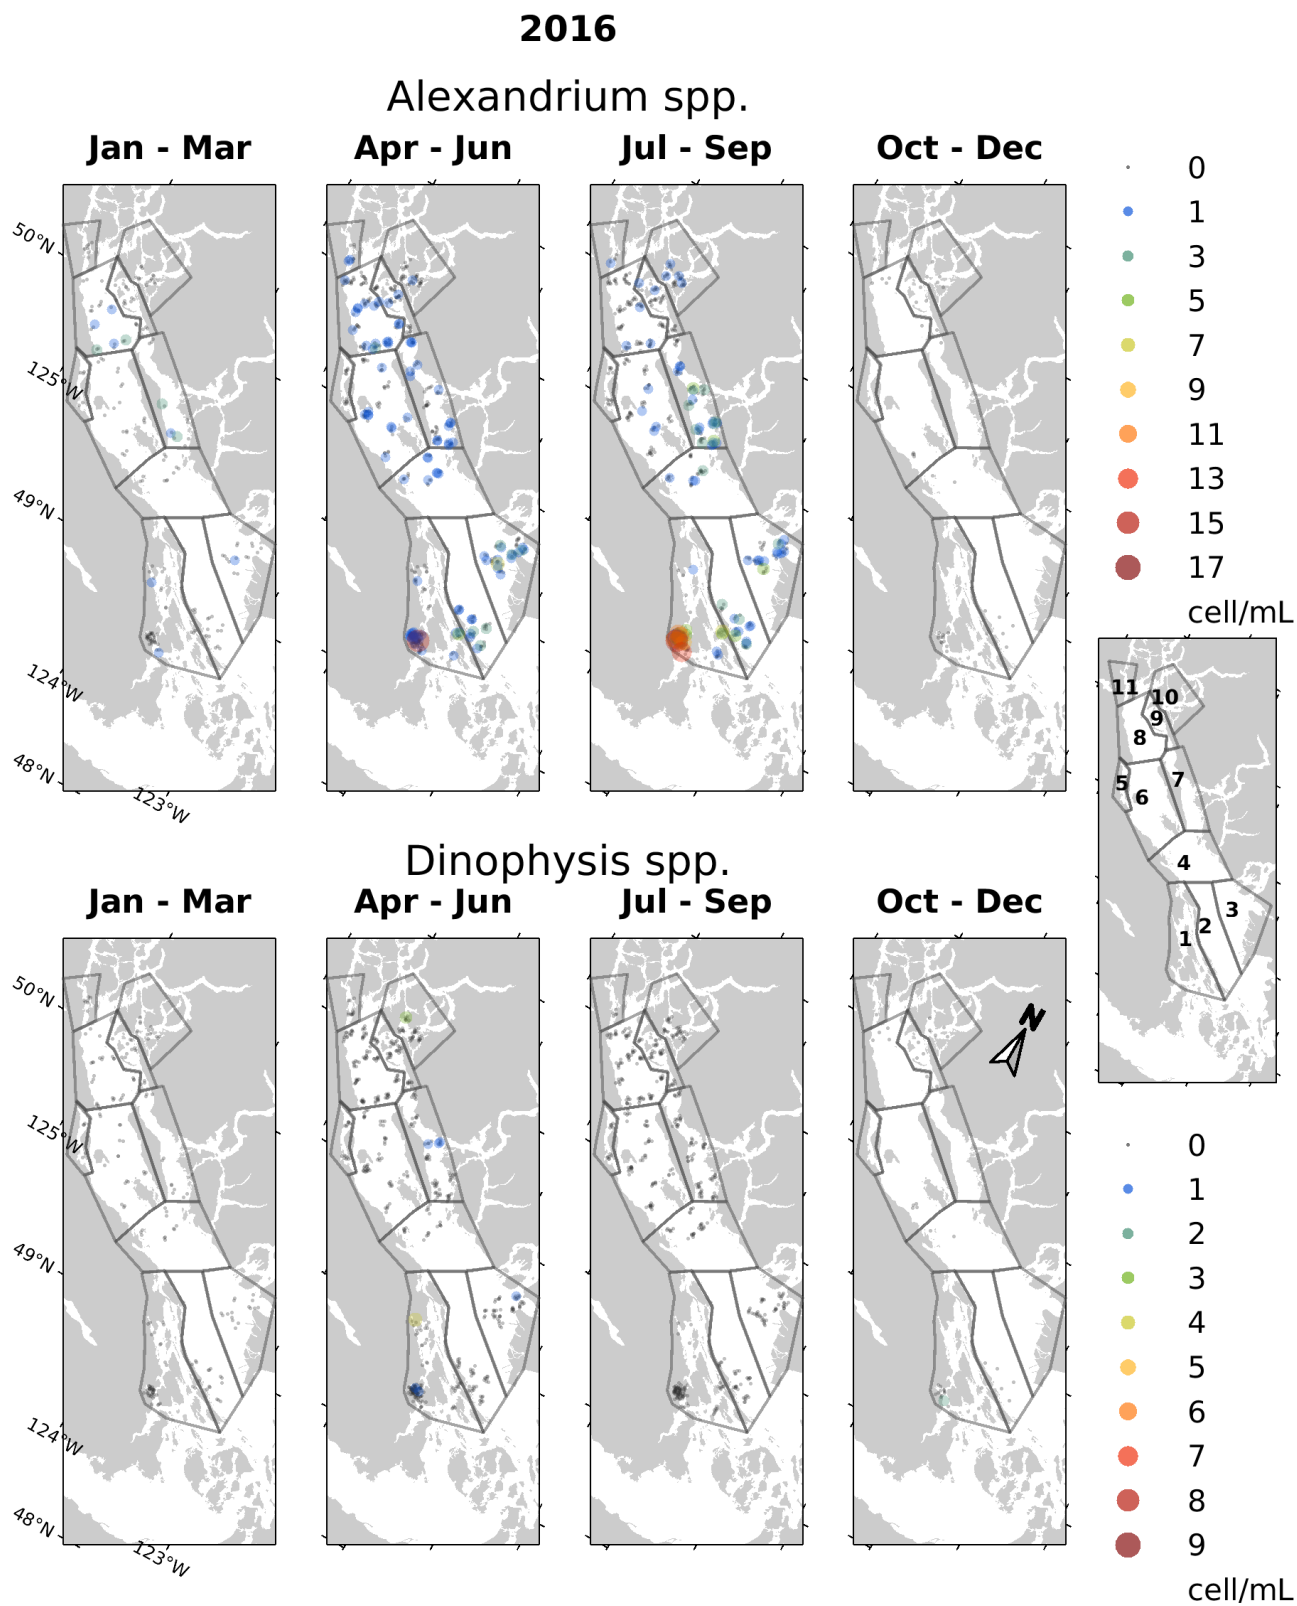 2016
Alexandrium spp.
Jan - Mar
Apr - Jun
Jul - Sep
Oct - Dec
50°N
125°W
49°N
124°W
48°N
123°W
0
1
3
5
7
9
11
13
15
17
cell/mL
11
10
9
8
7
5
6
4
3
2
1
Dinophysis spp.
Jan - Mar
Apr - Jun
Jul - Sep
Oct - Dec
50°N
125°W
49°N
124°W
48°N
123°W
N
0
1
2
3
4
5
6
7
8
9
cell/mL